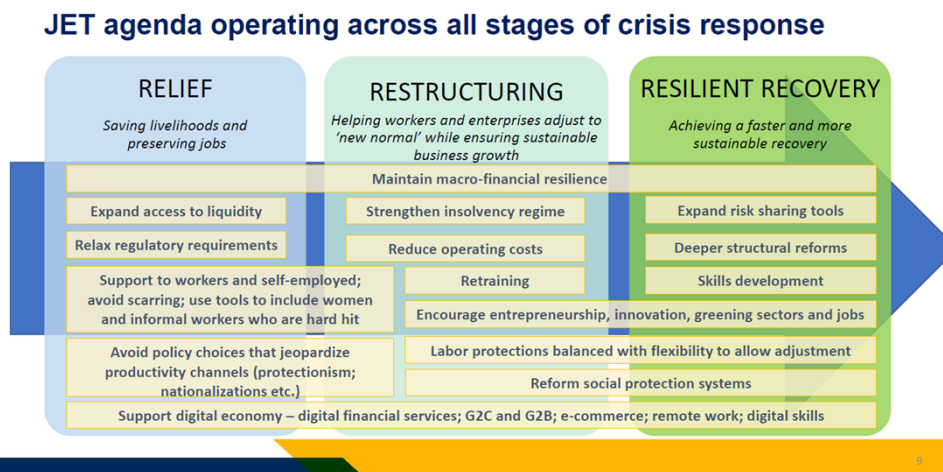 JET agenda operating across all stages of crisis response
RELIEF
Saving livelihoods and
preserving jobs
RESTRUCTURING
Helping workers and enterprises adjust to
‘new normal’ while ensuring sustainable
business growth
RESILIENT RECOVERY
Achieving a faster and more
sustainable recovery
Maintain macro-financial resilience
Expand access to liquidity
Strengthen insolvency regime
Expand risk sharing tools
Relax regulatory requirements
Reduce operating costs
Deeper structural reforms
Support to workers and self-employed;
avoid scarring; use tools to include women
and informal workers who are hard hit
Retraining
Skills development
Encourage entrepreneurship, innovation, greening sectors and jobs
Avoid policy choices that jeopardize
productivity channels (protectionism;
nationalizations etc.)
Labor protections balanced with flexibility to allow adjustment
Reform social protection systems
Support digital economy – digital financial services; G2C and G2B; e-commerce; remote work; digital skills
9